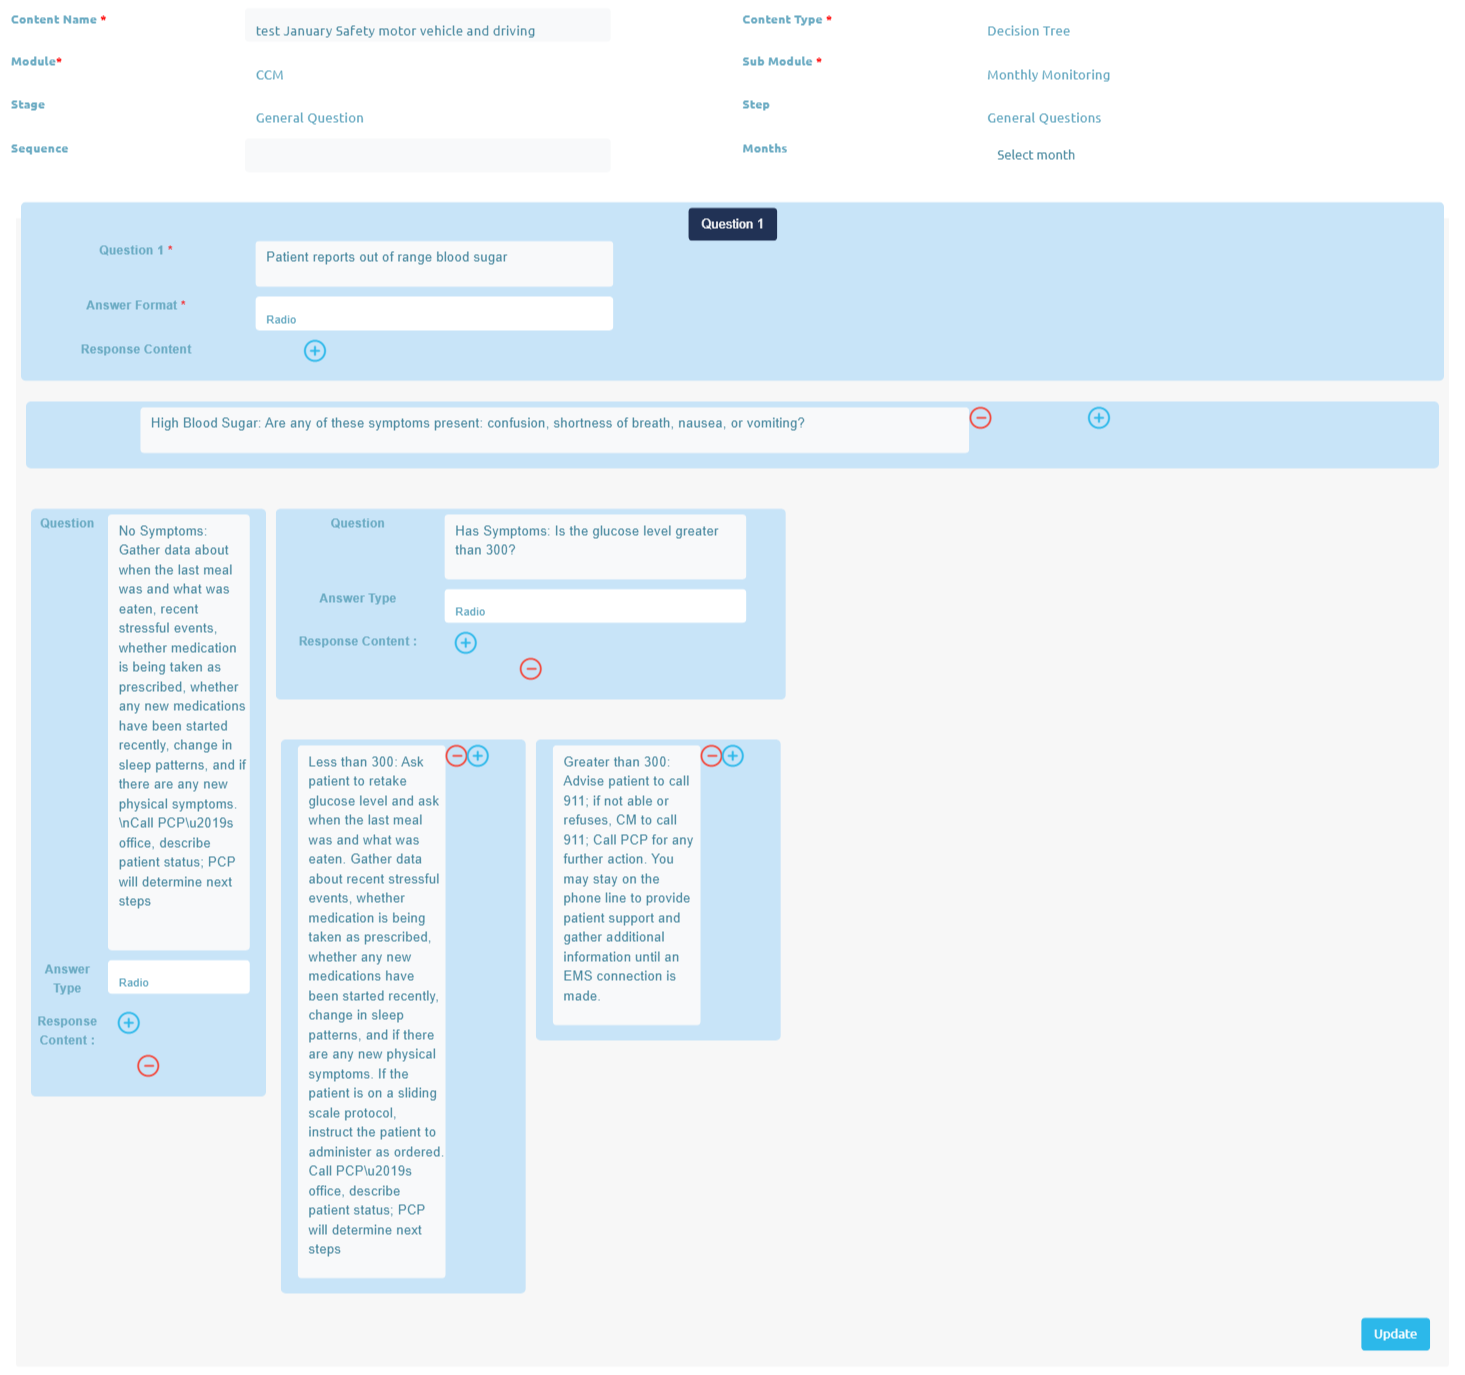 Content Name *
test January Safety motor vehicle and driving
Content Type *
Decision Tree
Module*
CCM
Sub Module *
Monthly Monitoring
Stage
General Question
Step
General Questions
Sequence
Months
Select month
Question 1
Question 1 *
Patient reports out of range blood sugar
Answer Format *
Radio
Response Content
High Blood Sugar: Are any of these symptoms present: confusion, shortness of breath, nausea, or vomiting?
Question
No Symptoms:
Gather data about
when the last meal
was and what was
eaten, recent
stressful events,
whether medication
is being taken as
prescribed, whether
any new medications
have been started
recently, change in
sleep patterns, and if
there are any new
physical symptoms.
\nCall PCP\u2019s
office, describe
patient status; PCP
will determine next
steps
Answer
Type
Radio
Response
Content :
Question
Has Symptoms: Is the glucose level greater
than 300?
Answer Type
Radio
Response Content :
Less than 300: Ask
patient to retake
glucose level and ask
when the last meal
was and what was
eaten. Gather data
about recent stressful
events, whether
medication is being
taken as prescribed,
whether any new
medications have
been started recently,
change in sleep
patterns, and if there
are any new physical
symptoms. If the
patient is on a sliding
scale protocol,
instruct the patient to
administer as ordered.
Call PCP\u2019s
office, describe
patient status; PCP
will determine next
steps
Greater than 300:
Advise patient to call
911; if not able or
refuses, CM to call
911; Call PCP for any
further action. You
may stay on the
phone line to provide
patient support and
gather additional
information until an
EMS connection is
made.
Update